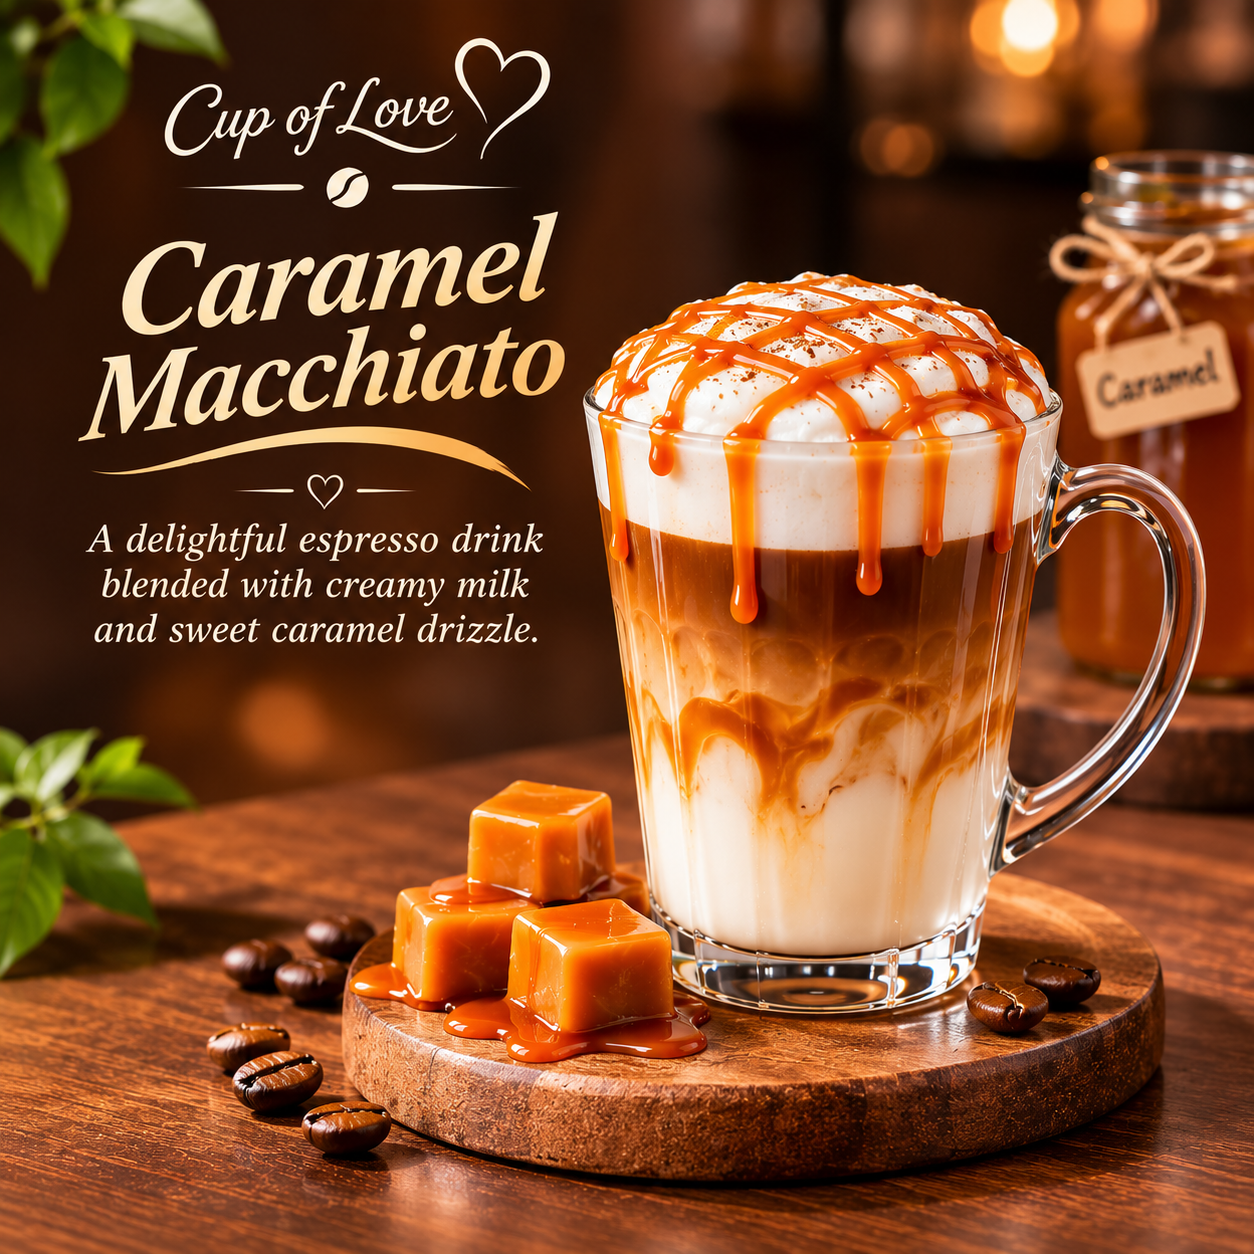 Cup of Love
Caramel
Macchiato
A delightful espresso drink
blended with creamy milk
and sweet caramel drizzle.
Caramel